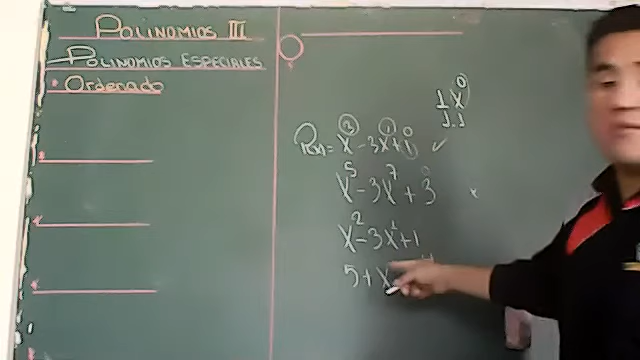 POLINOMIOS III
POLINOMIOS ESPECIALES
• Ordenado
1x⁰
1.1
P(x) = x² - 3x¹ + 1⁰ ✓
x⁵ - 3x⁷ + 3⁰ x
x² - 3x¹ + 1
5 + x